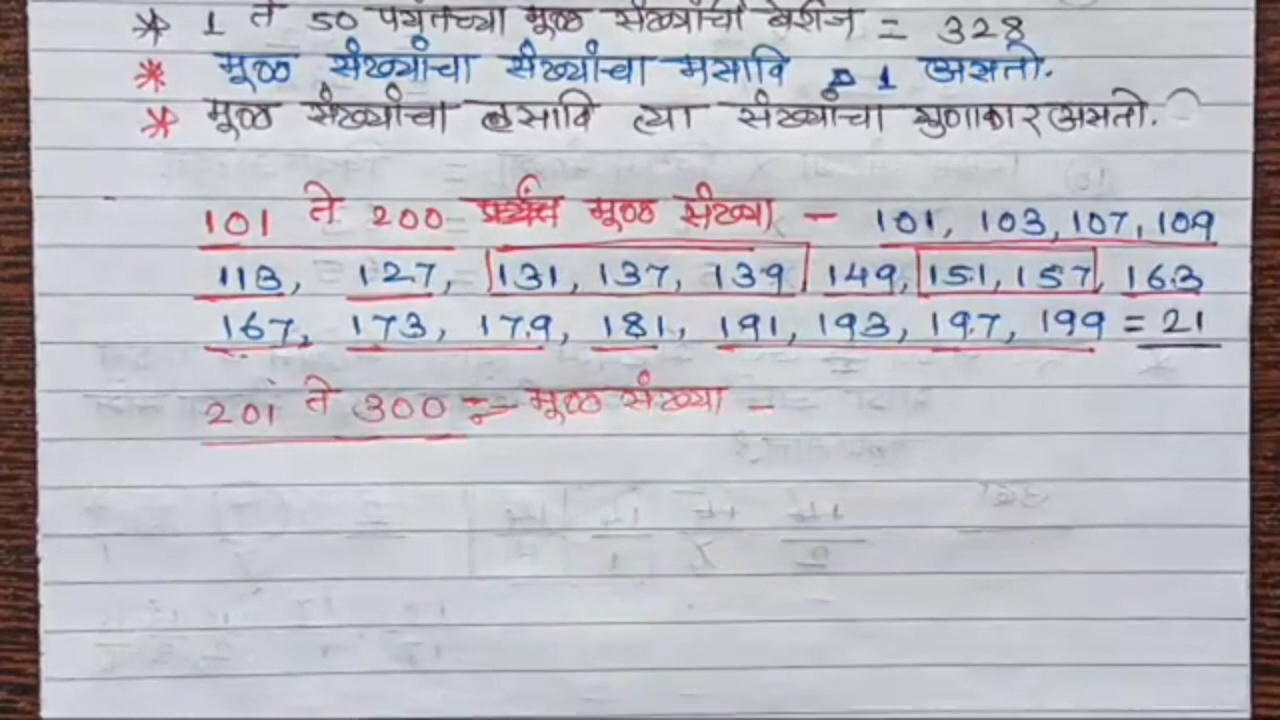 * 1 ते 50 पर्यंतच्या मूळ संख्यांची बेरीज = 328
* मूळ संख्यांचा संख्यांचा मसावि 1 असतो.
* मूळ संख्यांचा लसावि त्या संख्यांचा गुणाकार असतो.
101 ते 200 पर्यंत मूळ संख्या - 101, 103, 107, 109
113, 127, 131, 137, 139 149, 151, 157, 163
167, 173, 179, 181, 191, 193, 197, 199 = 21
201 ते 300 = मूळ संख्या -